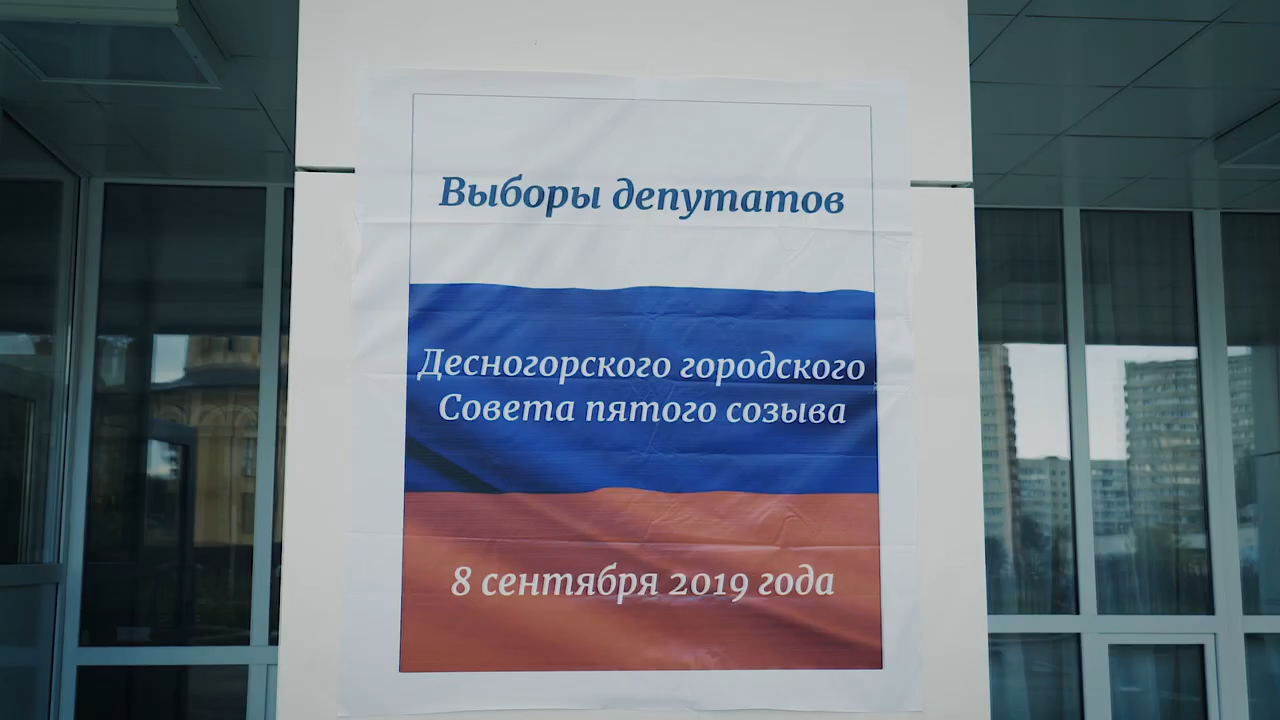 Выборы депутатов
Десногорского городского
Совета пятого созыва
8 сентября 2019 года